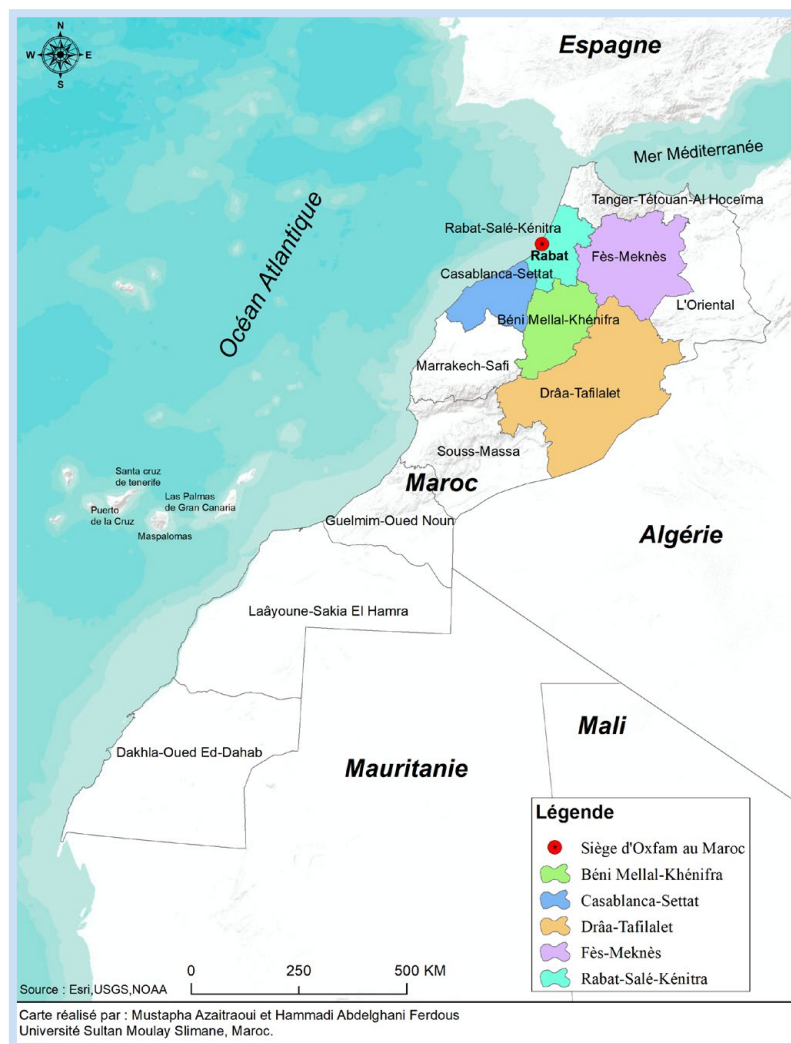 N
W
E
S
Espagne
Mer Méditerranée
Océan Atlantique
Tanger-Tétouan-Al Hoceïma
Rabat-Salé-Kénitra
Rabat
Fès-Meknès
Casablanca-Settat
L'Oriental
Béni Mellal-Khénifra
Marrakech-Safi
Drâa-Tafilalet
Souss-Massa
Maroc
Santa cruz
de tenerife
Las Palmas
de Gran Canaria
Puerto
de la Cruz
Maspalomas
Guelmim-Oued Noun
Algérie
Laâyoune-Sakia El Hamra
Mali
Dakhla-Oued Ed-Dahab
Mauritanie
Légende
Siège d'Oxfam au Maroc
Béni Mellal-Khénifra
Casablanca-Settat
Drâa-Tafilalet
Fès-Meknès
Rabat-Salé-Kénitra
0 250 500 KM
Source : Esri,USGS,NOAA
Carte réalisé par : Mustapha Azaitraoui et Hammadi Abdelghani Ferdous
Université Sultan Moulay Slimane, Maroc.